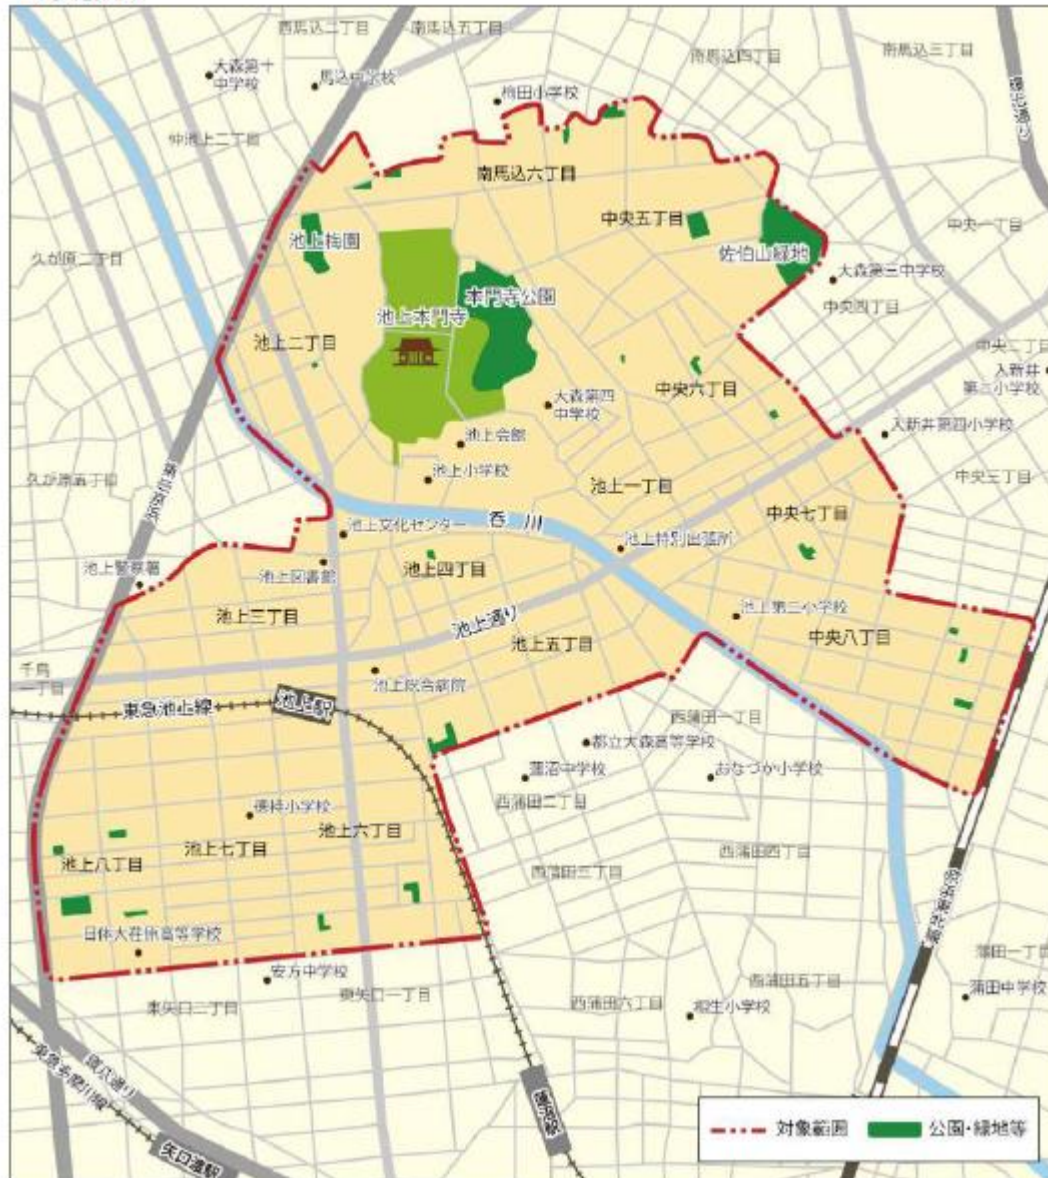 西馬込二丁目
南馬込五丁目
大森第十
中学校
馬込中学校
梅田小学校
南馬込四丁目
南馬込三丁目
環七通り
仲池上二丁目
南馬込六丁目
中央五丁目
中央一丁目
池上梅園
佐伯山緑地
久が原二丁目
大森第三中学校
本門寺公園
池上本門寺
中央四丁目
池上二丁目
中央二丁目
入新井
第二小学校
中央六丁目
大森第四
中学校
入新井第四小学校
池上会館
久が原五丁目
第二京浜
池上小学校
池上一丁目
中央三丁目
中央七丁目
呑川
池上文化センター
池上特別出張所
池上警察署
池上図書館
池上四丁目
池上三丁目
池上第二小学校
池上通り
池上五丁目
中央八丁目
千鳥
一丁目
池上総合病院
東急池上線
池上駅
西蒲田一丁目
都立大森高等学校
蓮沼中学校
おなづか小学校
西蒲田二丁目
徳持小学校
池上六丁目
池上七丁目
池上八丁目
西蒲田三丁目
西蒲田四丁目
日体大荏原高等学校
安方中学校
東矢口二丁目
東矢口一丁目
西蒲田六丁目
西蒲田五丁目
相生小学校
蒲田一丁目
蒲田中学校
環八通り
東急多摩川線
矢口渡駅
蓮沼駅
対象範囲
公園・緑地等